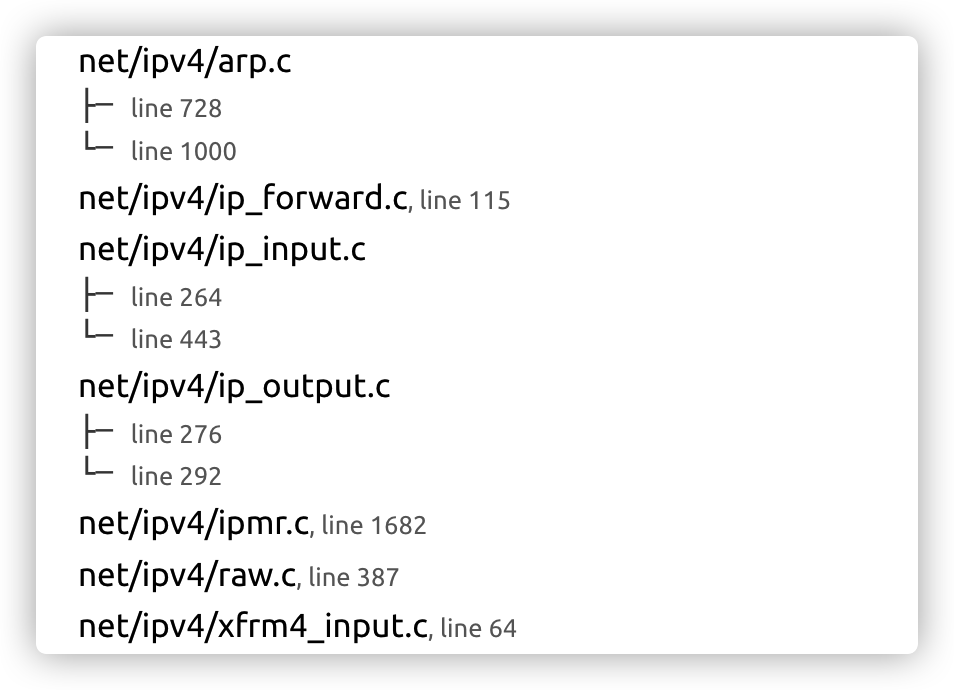 net/ipv4/arp.c
line 728
line 1000
net/ipv4/ip_forward.c, line 115
net/ipv4/ip_input.c
line 264
line 443
net/ipv4/ip_output.c
line 276
line 292
net/ipv4/ipmr.c, line 1682
net/ipv4/raw.c, line 387
net/ipv4/xfrm4_input.c, line 64